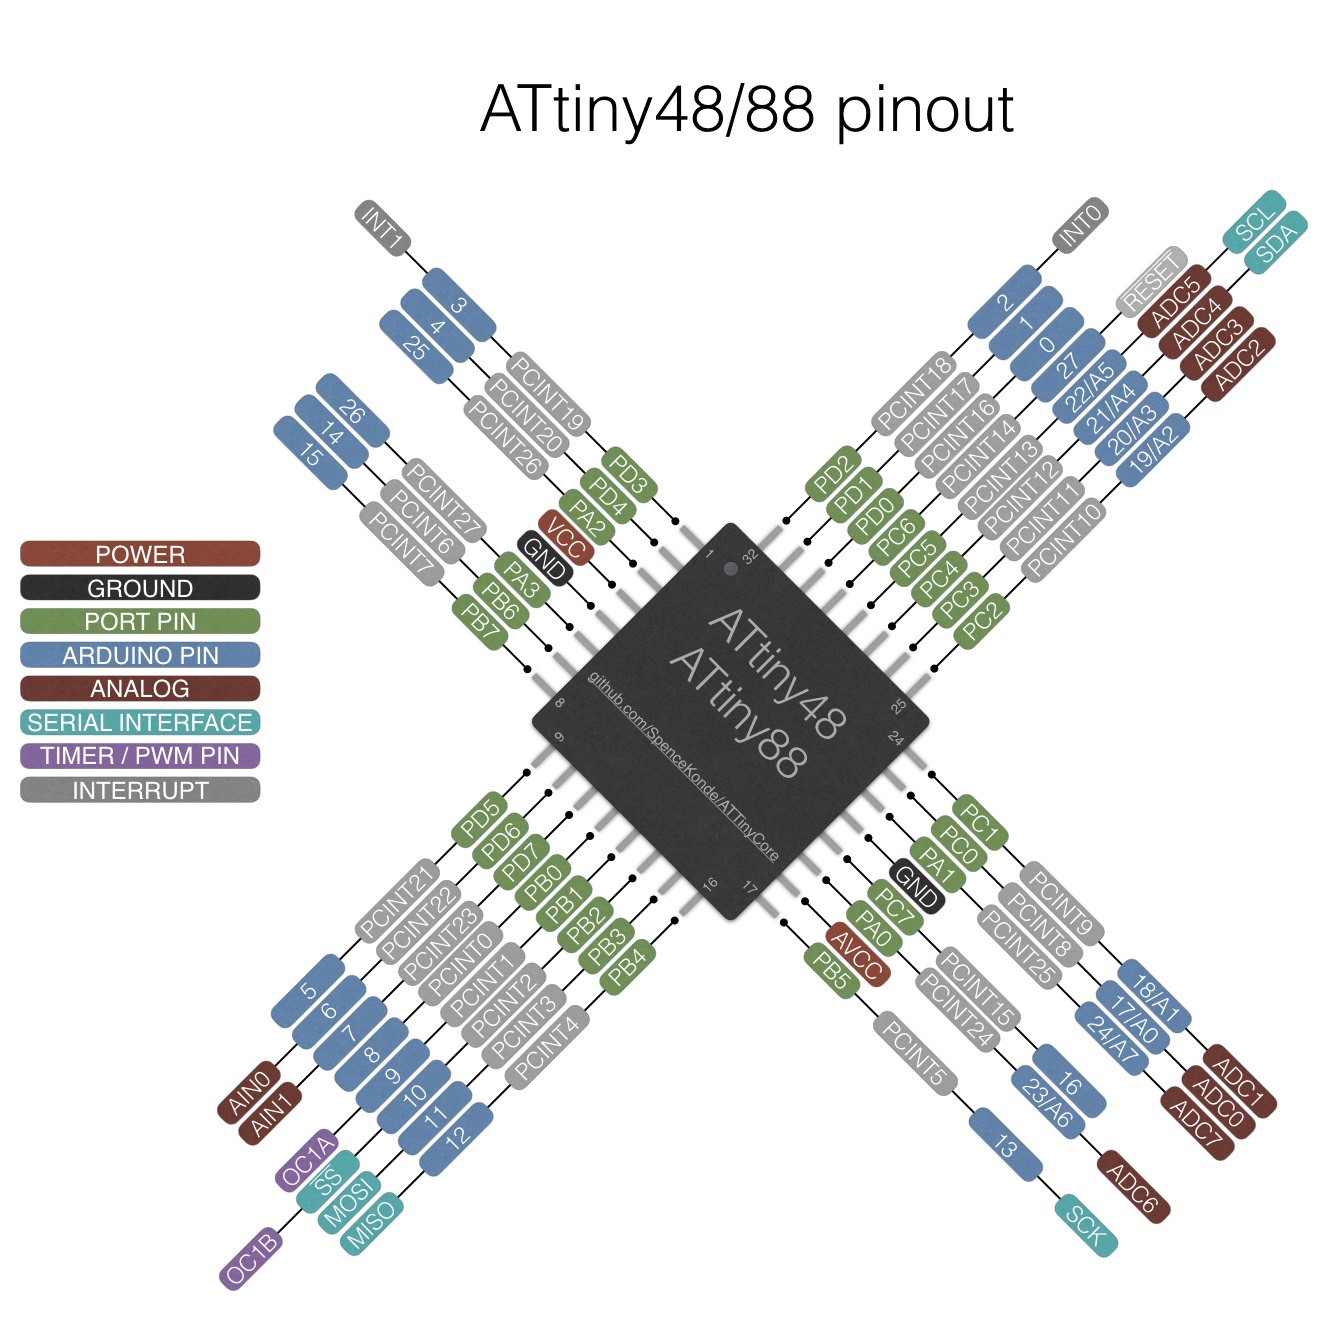 ATtiny48/88 pinout
INT1
3
PCINT19
PD3
4
PCINT20
PD4
25
PCINT26
PA2
VCC
GND
26
PCINT27
PA3
14
PCINT6
PB6
15
PCINT7
PB7
INT0
2
PCINT18
PD2
1
PCINT17
PD1
0
PCINT16
PD0
RESET
27
PCINT14
PC6
SCL
ADC5
22/A5
PCINT13
PC5
SDA
ADC4
21/A4
PCINT12
PC4
ADC3
20/A3
PCINT11
PC3
ADC2
19/A2
PCINT10
PC2
POWER
GROUND
PORT PIN
ARDUINO PIN
ANALOG
SERIAL INTERFACE
TIMER / PWM PIN
INTERRUPT
1
32
8
9
25
24
16
17
ATtiny48
ATtiny88
github.com/SpenceKonde/ATTinyCore
PD5
PCINT21
5
PD6
PCINT22
6
AIN0
PD7
PCINT23
7
AIN1
PB0
PCINT0
8
PB1
PCINT1
9
OC1A
PB2
PCINT2
10
SS
OC1B
PB3
PCINT3
11
MOSI
PB4
PCINT4
12
MISO
PC1
PCINT9
18/A1
ADC1
PC0
PCINT8
17/A0
ADC0
PA1
PCINT25
24/A7
ADC7
GND
PC7
PCINT15
16
PA0
PCINT24
23/A6
ADC6
AVCC
PB5
PCINT5
13
SCK